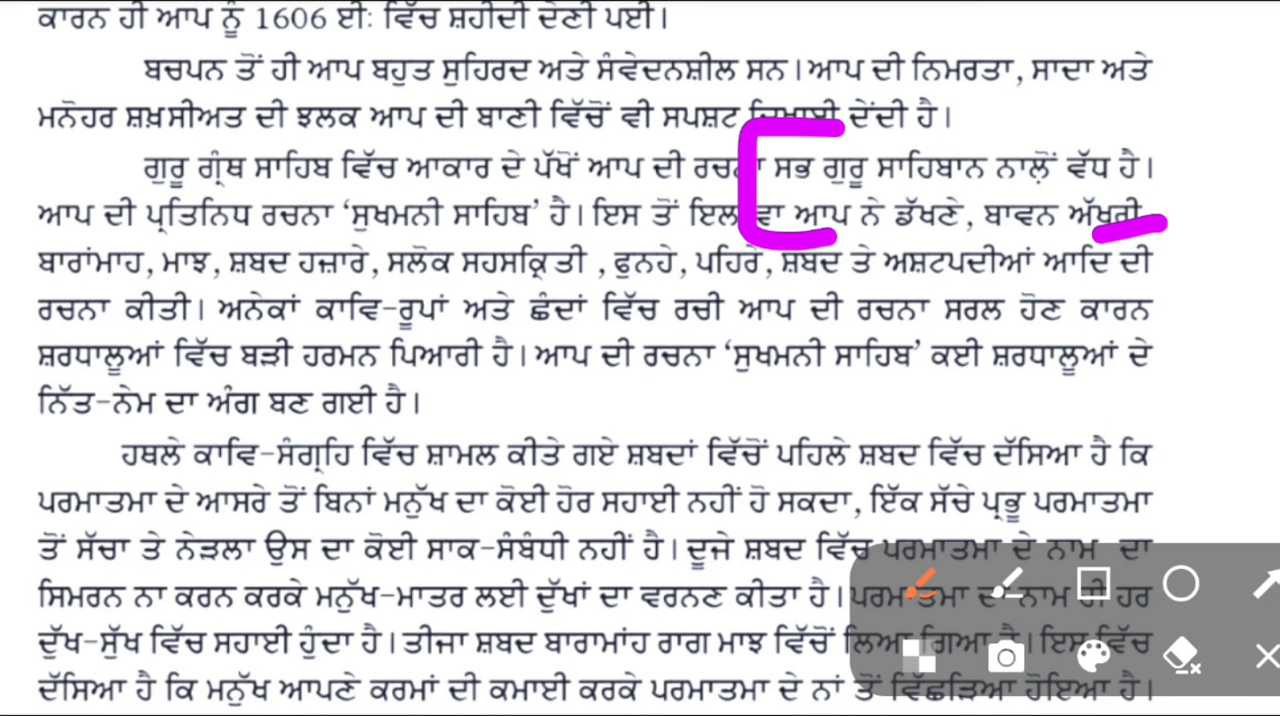 ਕਾਰਨ ਹੀ ਆਪ ਨੂੰ 1606 ਈ: ਵਿੱਚ ਸ਼ਹੀਦੀ ਦੇਣੀ ਪਈ।
ਬਚਪਨ ਤੋਂ ਹੀ ਆਪ ਬਹੁਤ ਸੁਹਿਰਦ ਅਤੇ ਸੰਵੇਦਨਸ਼ੀਲ ਸਨ। ਆਪ ਦੀ ਨਿਮਰਤਾ, ਸਾਦਾ ਅਤੇ
ਮਨੋਹਰ ਸ਼ਖ਼ਸੀਅਤ ਦੀ ਝਲਕ ਆਪ ਦੀ ਬਾਣੀ ਵਿੱਚੋਂ ਵੀ ਸਪਸ਼ਟ ਦਿਖਾਈ ਦੇਂਦੀ ਹੈ।
ਗੁਰੂ ਗ੍ਰੰਥ ਸਾਹਿਬ ਵਿੱਚ ਆਕਾਰ ਦੇ ਪੱਖੋਂ ਆਪ ਦੀ ਰਚਨਾ ਸਭ ਗੁਰੂ ਸਾਹਿਬਾਨ ਨਾਲੋਂ ਵੱਧ ਹੈ।
ਆਪ ਦੀ ਪ੍ਰਤਿਨਿਧ ਰਚਨਾ ‘ਸੁਖਮਨੀ ਸਾਹਿਬ’ ਹੈ। ਇਸ ਤੋਂ ਇਲਾਵਾ ਆਪ ਨੇ ਡੱਖਣੇ, ਬਾਵਨ ਅੱਖਰੀ
ਬਾਰਾਂਮਾਹ, ਮਾਝ, ਸ਼ਬਦ ਹਜ਼ਾਰੇ, ਸਲੋਕ ਸਹਸਕ੍ਰਿਤੀ , ਫੁਨਹੇ, ਪਹਿਰੇ, ਸ਼ਬਦ ਤੇ ਅਸ਼ਟਪਦੀਆਂ ਆਦਿ ਦੀ
ਰਚਨਾ ਕੀਤੀ। ਅਨੇਕਾਂ ਕਾਵਿ-ਰੂਪਾਂ ਅਤੇ ਛੰਦਾਂ ਵਿੱਚ ਰਚੀ ਆਪ ਦੀ ਰਚਨਾ ਸਰਲ ਹੋਣ ਕਾਰਨ
ਸ਼ਰਧਾਲੂਆਂ ਵਿੱਚ ਬੜੀ ਹਰਮਨ ਪਿਆਰੀ ਹੈ। ਆਪ ਦੀ ਰਚਨਾ ‘ਸੁਖਮਨੀ ਸਾਹਿਬ’ ਕਈ ਸ਼ਰਧਾਲੂਆਂ ਦੇ
ਨਿੱਤ-ਨੇਮ ਦਾ ਅੰਗ ਬਣ ਗਈ ਹੈ।
ਹਥਲੇ ਕਾਵਿ-ਸੰਗ੍ਰਹਿ ਵਿੱਚ ਸ਼ਾਮਲ ਕੀਤੇ ਗਏ ਸ਼ਬਦਾਂ ਵਿੱਚੋਂ ਪਹਿਲੇ ਸ਼ਬਦ ਵਿੱਚ ਦੱਸਿਆ ਹੈ ਕਿ
ਪਰਮਾਤਮਾ ਦੇ ਆਸਰੇ ਤੋਂ ਬਿਨਾਂ ਮਨੁੱਖ ਦਾ ਕੋਈ ਹੋਰ ਸਹਾਈ ਨਹੀਂ ਹੋ ਸਕਦਾ, ਇੱਕ ਸੱਚੇ ਪ੍ਰਭੂ ਪਰਮਾਤਮਾ
ਤੋਂ ਸੱਚਾ ਤੇ ਨੇੜਲਾ ਉਸ ਦਾ ਕੋਈ ਸਾਕ-ਸੰਬੰਧੀ ਨਹੀਂ ਹੈ। ਦੂਜੇ ਸ਼ਬਦ ਵਿੱਚ ਪਰਮਾਤਮਾ ਦੇ ਨਾਮ ਦਾ
ਸਿਮਰਨ ਨਾ ਕਰਨ ਕਰਕੇ ਮਨੁੱਖ-ਮਾਤਰ ਲਈ ਦੁੱਖਾਂ ਦਾ ਵਰਨਣ ਕੀਤਾ ਹੈ। ਪਰਮਾਤਮਾ ਦਾ ਨਾਮ ਹੀ ਹਰ
ਦੁੱਖ-ਸੁੱਖ ਵਿੱਚ ਸਹਾਈ ਹੁੰਦਾ ਹੈ। ਤੀਜਾ ਸ਼ਬਦ ਬਾਰਾਮਾਂਹ ਰਾਗ ਮਾਝ ਵਿੱਚੋਂ ਲਿਆ ਗਿਆ ਹੈ। ਇਸ ਵਿੱਚ
ਦੱਸਿਆ ਹੈ ਕਿ ਮਨੁੱਖ ਆਪਣੇ ਕਰਮਾਂ ਦੀ ਕਮਾਈ ਕਰਕੇ ਪਰਮਾਤਮਾ ਦੇ ਨਾਂ ਤੋਂ ਵਿੱਛੜਿਆ ਹੋਇਆ ਹੈ।